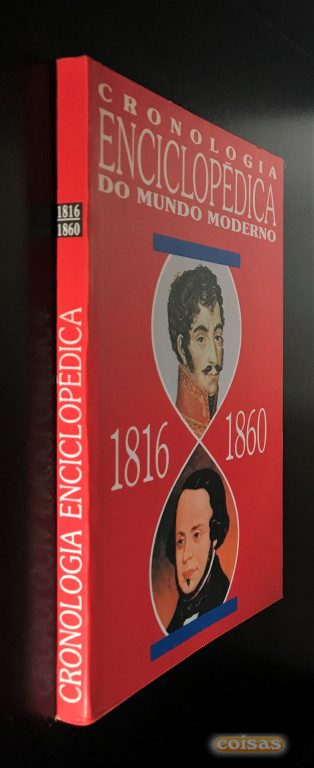 CRONOLOGIA
ENCICLOPÉDICA
DO MUNDO MODERNO
1816
1860
1816
1860
CRONOLOGIA ENCICLOPÉDICA
coisas